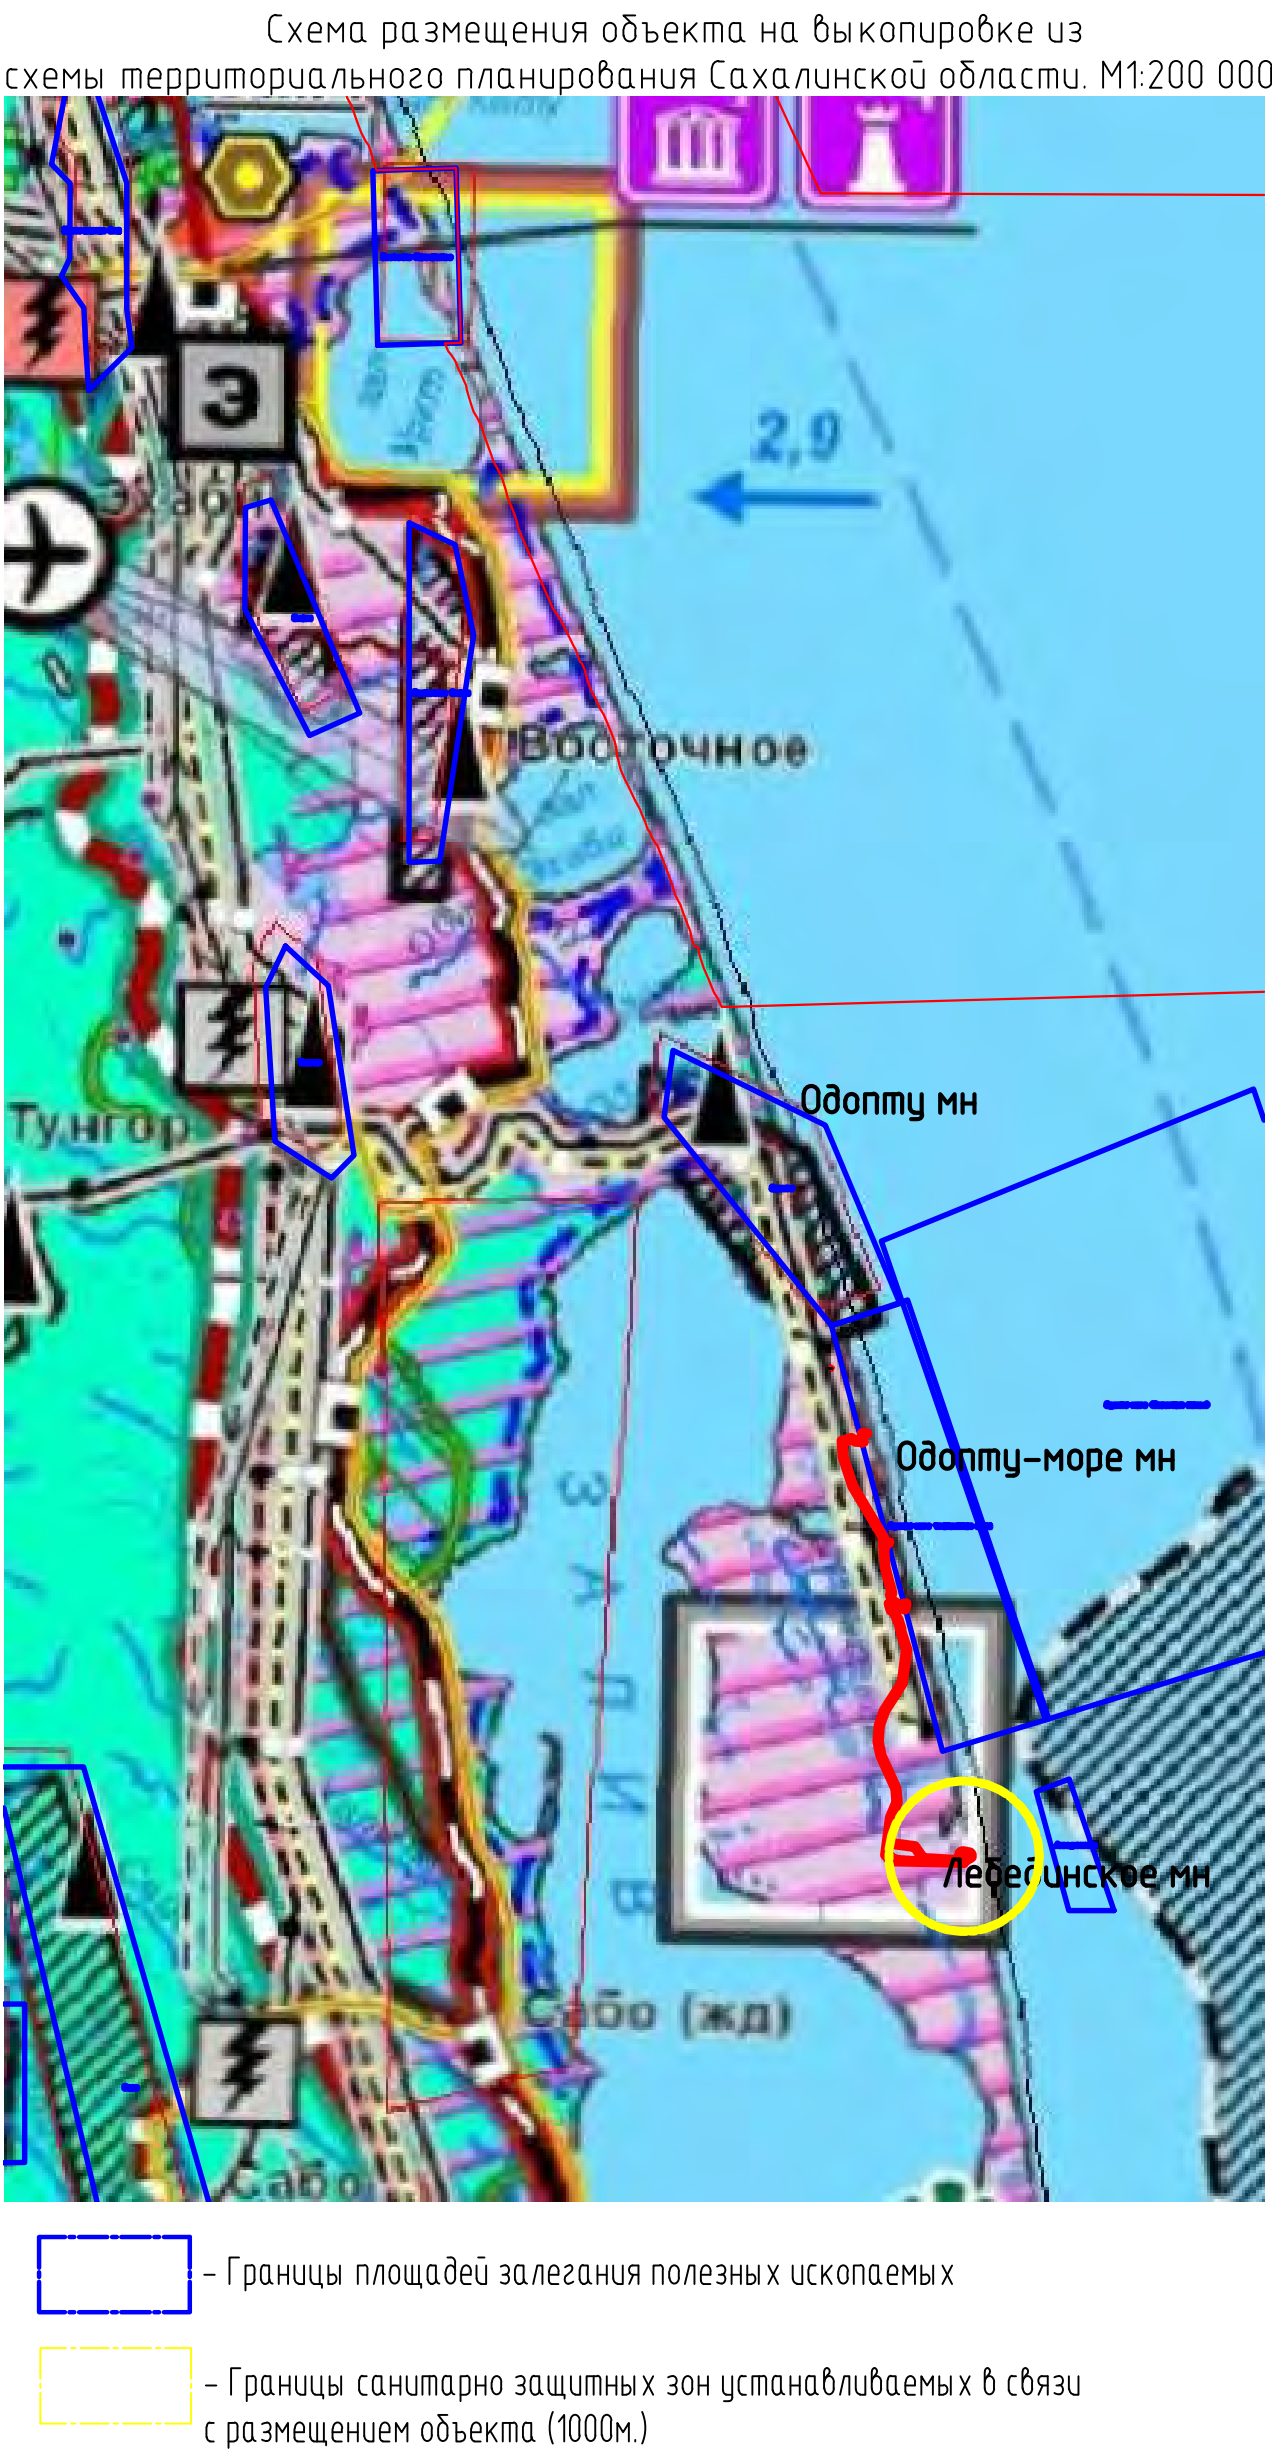 Схема размещения объекта на выкопировке из
схемы территориального планирования Сахалинской области. М1:200 000
З
2,9
Восточное
Тунгор
Одопту мн
Одопту-море мн
ЗАЛИВ
Лебединское мн
Сабо (жд)
Сабо
- Границы площадей залегания полезных ископаемых
- Границы санитарно защитных зон устанавливаемых в связи
с размещением объекта (1000м.)